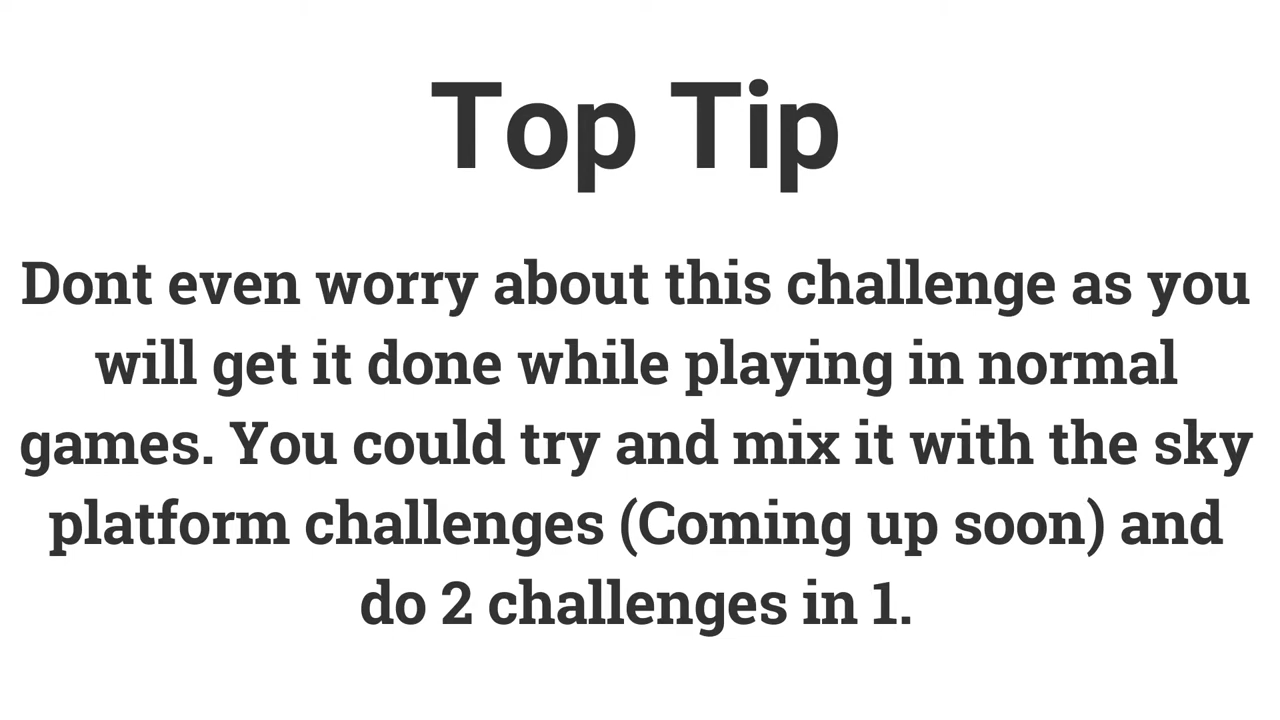 Top Tip
Dont even worry about this challenge as you
will get it done while playing in normal
games. You could try and mix it with the sky
platform challenges (Coming up soon) and
do 2 challenges in 1.